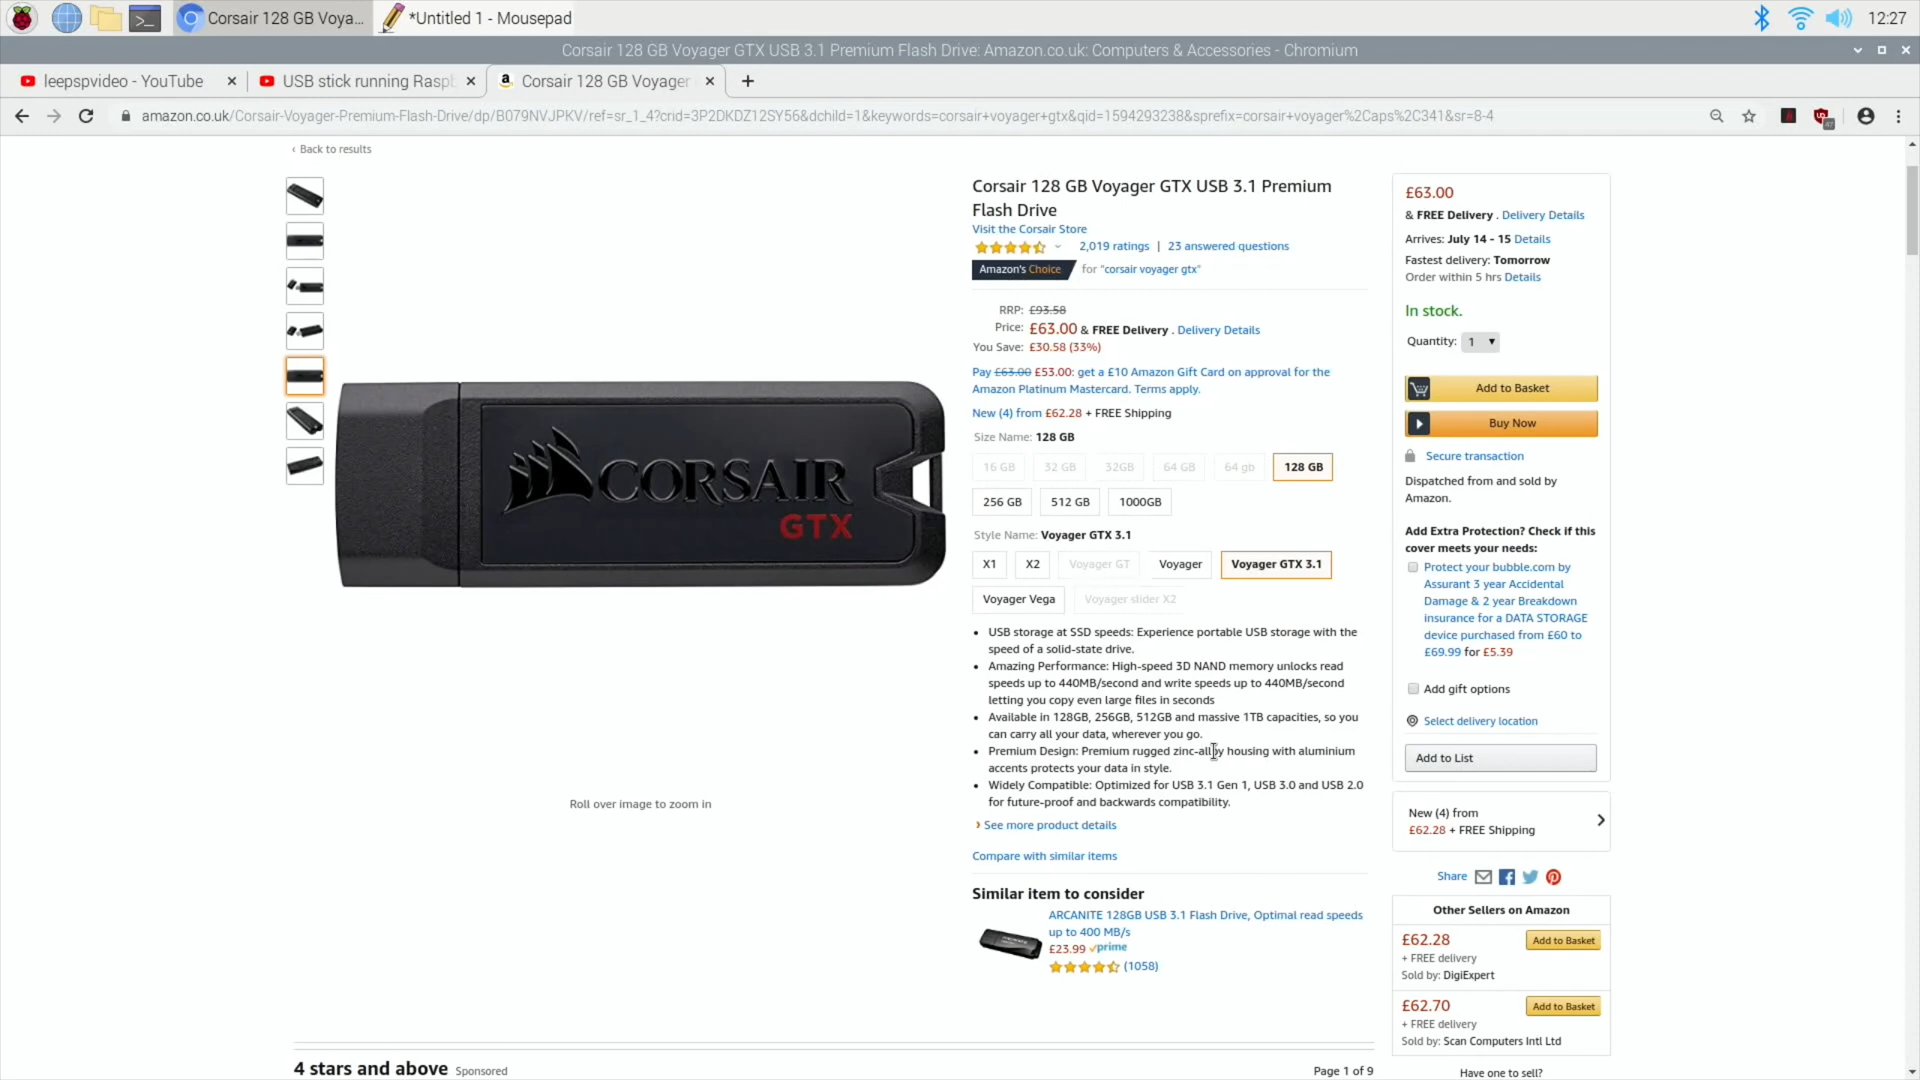 Corsair 128 GB Voya...
*Untitled 1 - Mousepad
12:27
Corsair 128 GB Voyager GTX USB 3.1 Premium Flash Drive: Amazon.co.uk: Computers & Accessories - Chromium
leepspvideo - YouTube
USB stick running Raspb
Corsair 128 GB Voyager
amazon.co.uk/Corsair-Voyager-Premium-Flash-Drive/dp/B079NVJPKV/ref=sr_1_4?crid=3P2DKDZ12SY56&dchild=1&keywords=corsair+voyager+gtx&qid=1594293238&sprefix=corsair+voyager%2Caps%2C341&sr=8-4
‹ Back to results
CORSAIR
GTX
Roll over image to zoom in
Corsair 128 GB Voyager GTX USB 3.1 Premium
Flash Drive
Visit the Corsair Store
2,019 ratings | 23 answered questions
Amazon's Choice for "corsair voyager gtx"
RRP: £93.58
Price: £63.00 & FREE Delivery . Delivery Details
You Save: £30.58 (33%)
Pay £63.00 £53.00: get a £10 Amazon Gift Card on approval for the
Amazon Platinum Mastercard. Terms apply.
New (4) from £62.28 + FREE Shipping
Size Name: 128 GB
16 GB 32 GB 32GB 64 GB 64 gb 128 GB
256 GB 512 GB 1000GB
Style Name: Voyager GTX 3.1
X1 X2 Voyager GT Voyager Voyager GTX 3.1
Voyager Vega Voyager slider X2
• USB storage at SSD speeds: Experience portable USB storage with the
speed of a solid-state drive.
• Amazing Performance: High-speed 3D NAND memory unlocks read
speeds up to 440MB/second and write speeds up to 440MB/second
letting you copy even large files in seconds
• Available in 128GB, 256GB, 512GB and massive 1TB capacities, so you
can carry all your data, wherever you go.
• Premium Design: Premium rugged zinc-alloy housing with aluminium
accents protects your data in style.
• Widely Compatible: Optimized for USB 3.1 Gen 1, USB 3.0 and USB 2.0
for future-proof and backwards compatibility.
› See more product details
Compare with similar items
Similar item to consider
ARCANITE 128GB USB 3.1 Flash Drive, Optimal read speeds
up to 400 MB/s
£23.99 prime
(1058)
£63.00
& FREE Delivery . Delivery Details
Arrives: July 14 - 15 Details
Fastest delivery: Tomorrow
Order within 5 hrs Details
In stock.
Quantity: 1
Add to Basket
Buy Now
Secure transaction
Dispatched from and sold by
Amazon.
Add Extra Protection? Check if this
cover meets your needs:
Protect your bubble.com by
Assurant 3 year Accidental
Damage & 2 year Breakdown
insurance for a DATA STORAGE
device purchased from £60 to
£69.99 for £5.39
Add gift options
Select delivery location
Add to List
New (4) from
£62.28 + FREE Shipping
Share
Other Sellers on Amazon
£62.28 Add to Basket
+ FREE delivery
Sold by: DigiExpert
£62.70 Add to Basket
+ FREE delivery
Sold by: Scan Computers Intl Ltd
Have one to sell?
4 stars and above Sponsored
Page 1 of 9